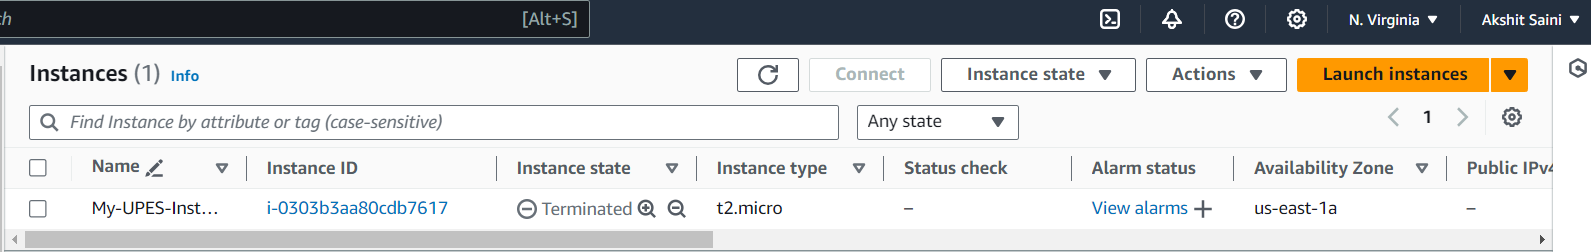 ch [Alt+S] N. Virginia Akshit Saini
Instances (1) Info Connect Instance state Actions Launch instances
Find Instance by attribute or tag (case-sensitive) Any state 1
Name Instance ID Instance state Instance type Status check Alarm status Availability Zone Public IPv4
My-UPES-Inst... i-0303b3aa80cdb7617 Terminated t2.micro – View alarms + us-east-1a –